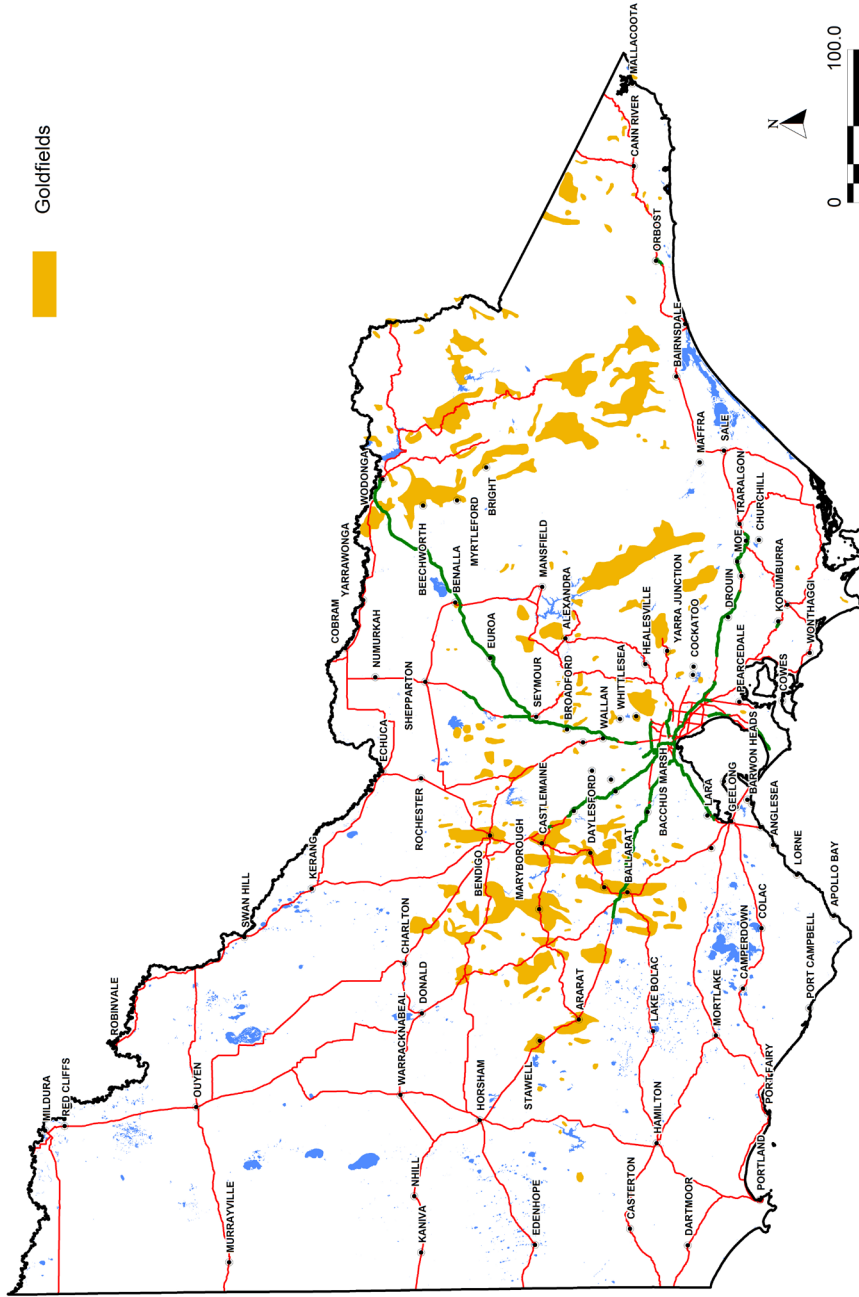 Goldfields
MILDURA
RED CLIFFS
ROBINVALE
OUYEN
MURRAYVILLE
SWAN HILL
KERANG
COBRAM
YARRAWONGA
WODONGA
ECHUCA
NUMURKAH
SHEPPARTON
ROCHESTER
CHARLTON
DONALD
WARRACKNABEAL
NHILL
KANIVA
BEECHWORTH
BENALLA
MYRTLEFORD
EUROA
BRIGHT
HORSHAM
BENDIGO
EDENHOPE
STAWELL
MARYBOROUGH
CASTLEMAINE
SEYMOUR
MANSFIELD
ARARAT
DAYLESFORD
BROADFORD
ALEXANDRA
WALLAN
WHITTLESEA
HEALESVILLE
YARRA JUNCTION
BALLARAT
BACCHUS MARSH
COCKATOO
LAKE BOLAC
CASTERTON
HAMILTON
DARTMOOR
MORTLAKE
LARA
GEELONG
BARWON HEADS
PEARCEDALE
COWES
DROUIN
MOE
TRARALGON
CHURCHILL
KORUMBURRA
WONTHAGGI
MAFFRA
SALE
BAIRNSDALE
ORBOST
CANN RIVER
MALLACOOTA
CAMPERDOWN
COLAC
ANGLESEA
LORNE
APOLLO BAY
PORT CAMPBELL
PORT FAIRY
PORTLAND
N
0
100.0